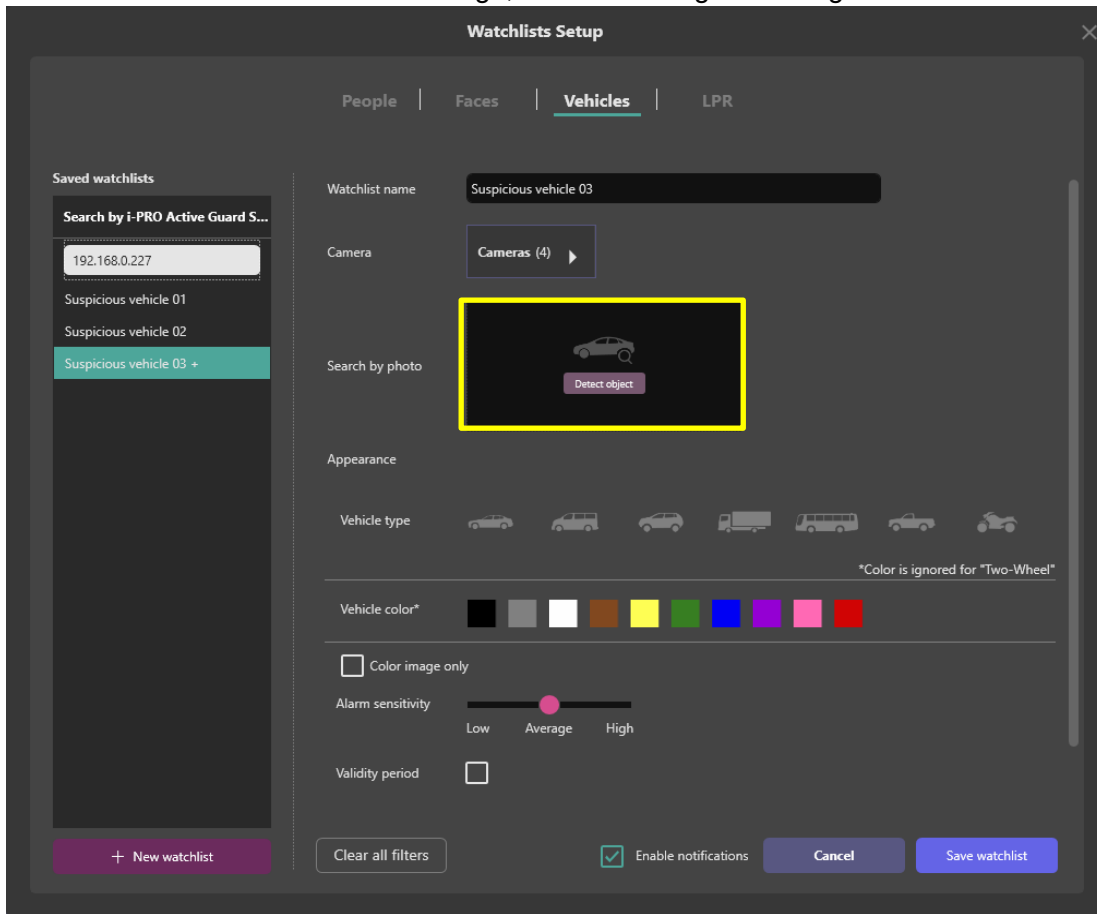 Watchlists Setup
People
Faces
Vehicles
LPR
Saved watchlists
Search by i-PRO Active Guard S...
192.168.0.227
Suspicious vehicle 01
Suspicious vehicle 02
Suspicious vehicle 03 +
+ New watchlist
Watchlist name
Suspicious vehicle 03
Camera
Cameras (4)
Search by photo
Detect object
Appearance
Vehicle type
*Color is ignored for "Two-Wheel"
Vehicle color*
Color image only
Alarm sensitivity
Low Average High
Validity period
Clear all filters
Enable notifications
Cancel
Save watchlist